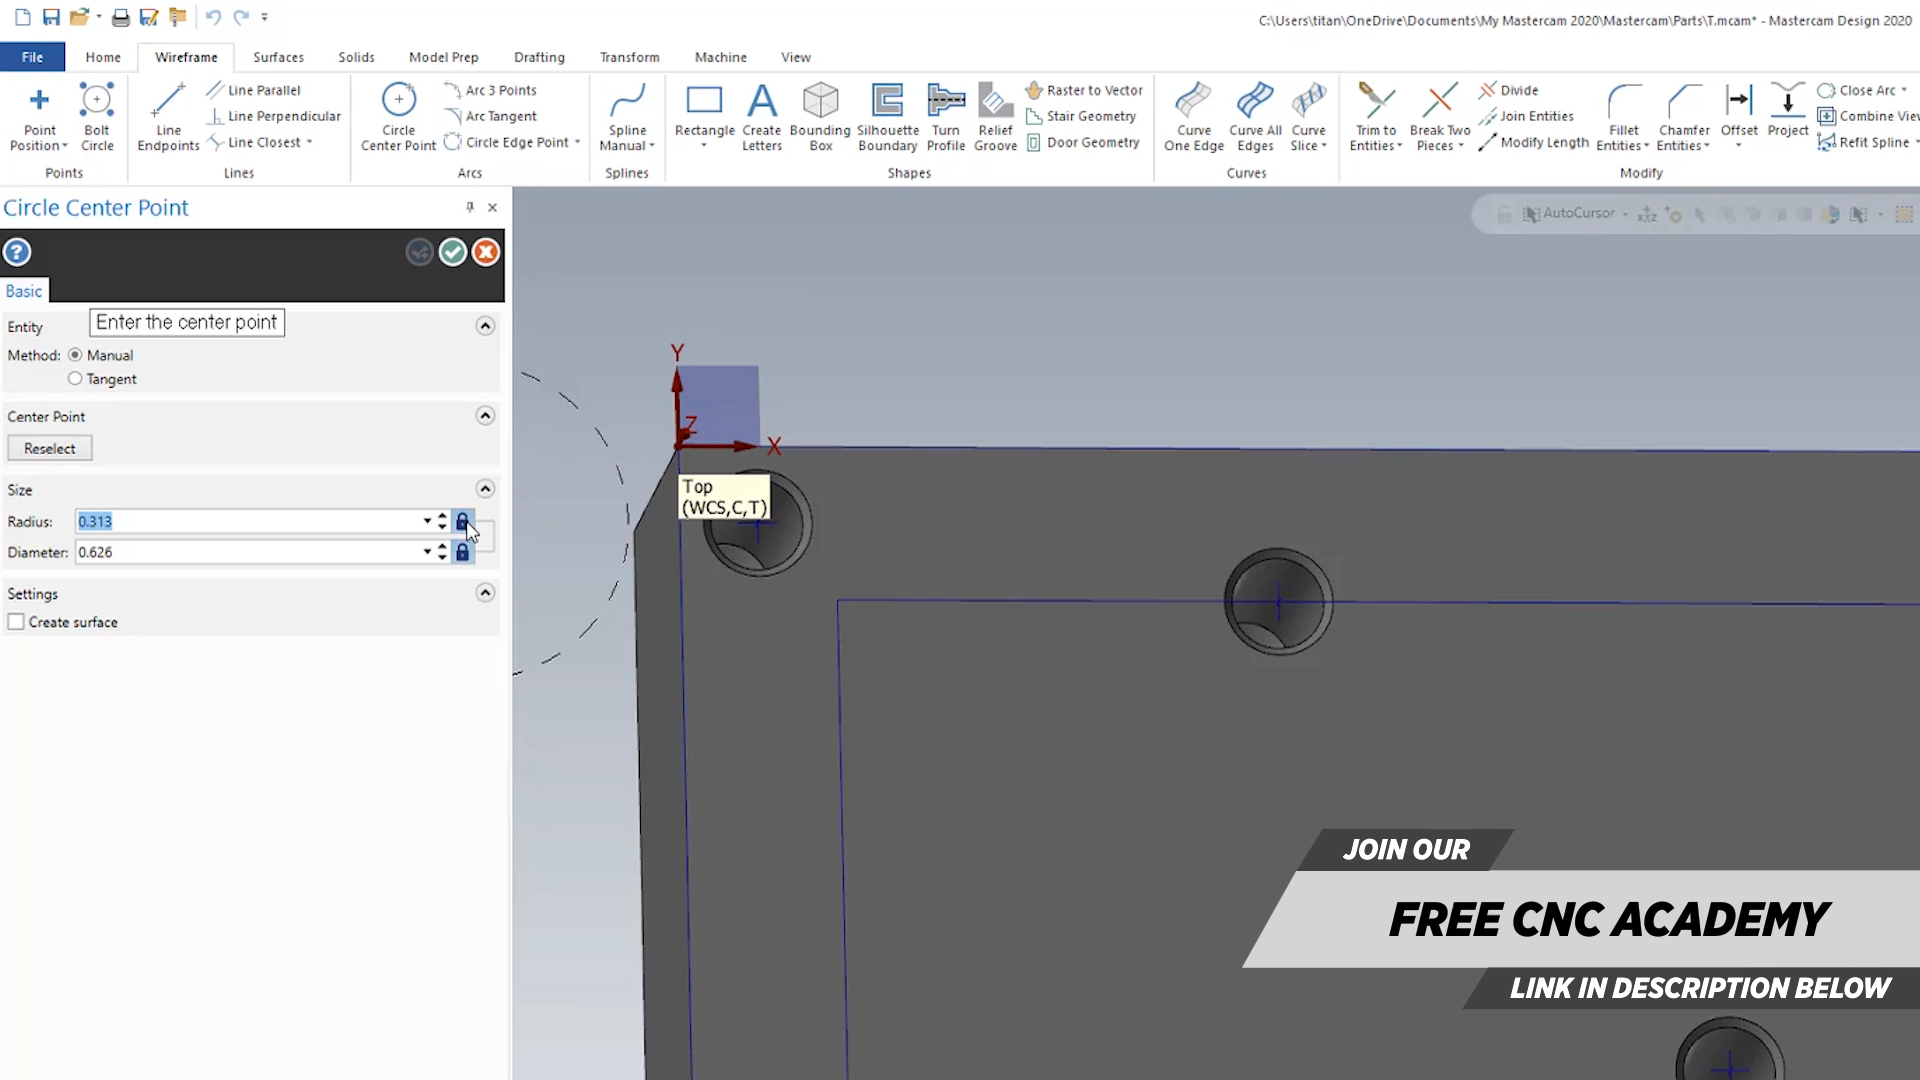 C:\Users\titan\OneDrive\Documents\My Mastercam 2020\Mastercam\Parts\T.mcam* - Mastercam Design 2020
File Home Wireframe Surfaces Solids Model Prep Drafting Transform Machine View
Point Position
Bolt Circle
Points
Line Endpoints
Line Parallel
Line Perpendicular
Line Closest
Lines
Circle Center Point
Arc 3 Points
Arc Tangent
Circle Edge Point
Arcs
Spline Manual
Splines
Rectangle
Create Letters
Bounding Box
Silhouette Boundary
Turn Profile
Relief Groove
Raster to Vector
Stair Geometry
Door Geometry
Shapes
Curve One Edge
Curve All Edges
Curve Slice
Curves
Trim to Entities
Break Two Pieces
Divide
Join Entities
Modify Length
Fillet Entities
Chamfer Entities
Offset
Project
Close Arc
Combine View
Refit Spline
Modify
Circle Center Point
AutoCursor
Basic
Entity
Enter the center point
Method: Manual
Tangent
Center Point
Reselect
Size
Radius: 0.313
Diameter: 0.626
Settings
Create surface
Y
Z
X
Top
(WCS,C,T)
JOIN OUR
FREE CNC ACADEMY
LINK IN DESCRIPTION BELOW